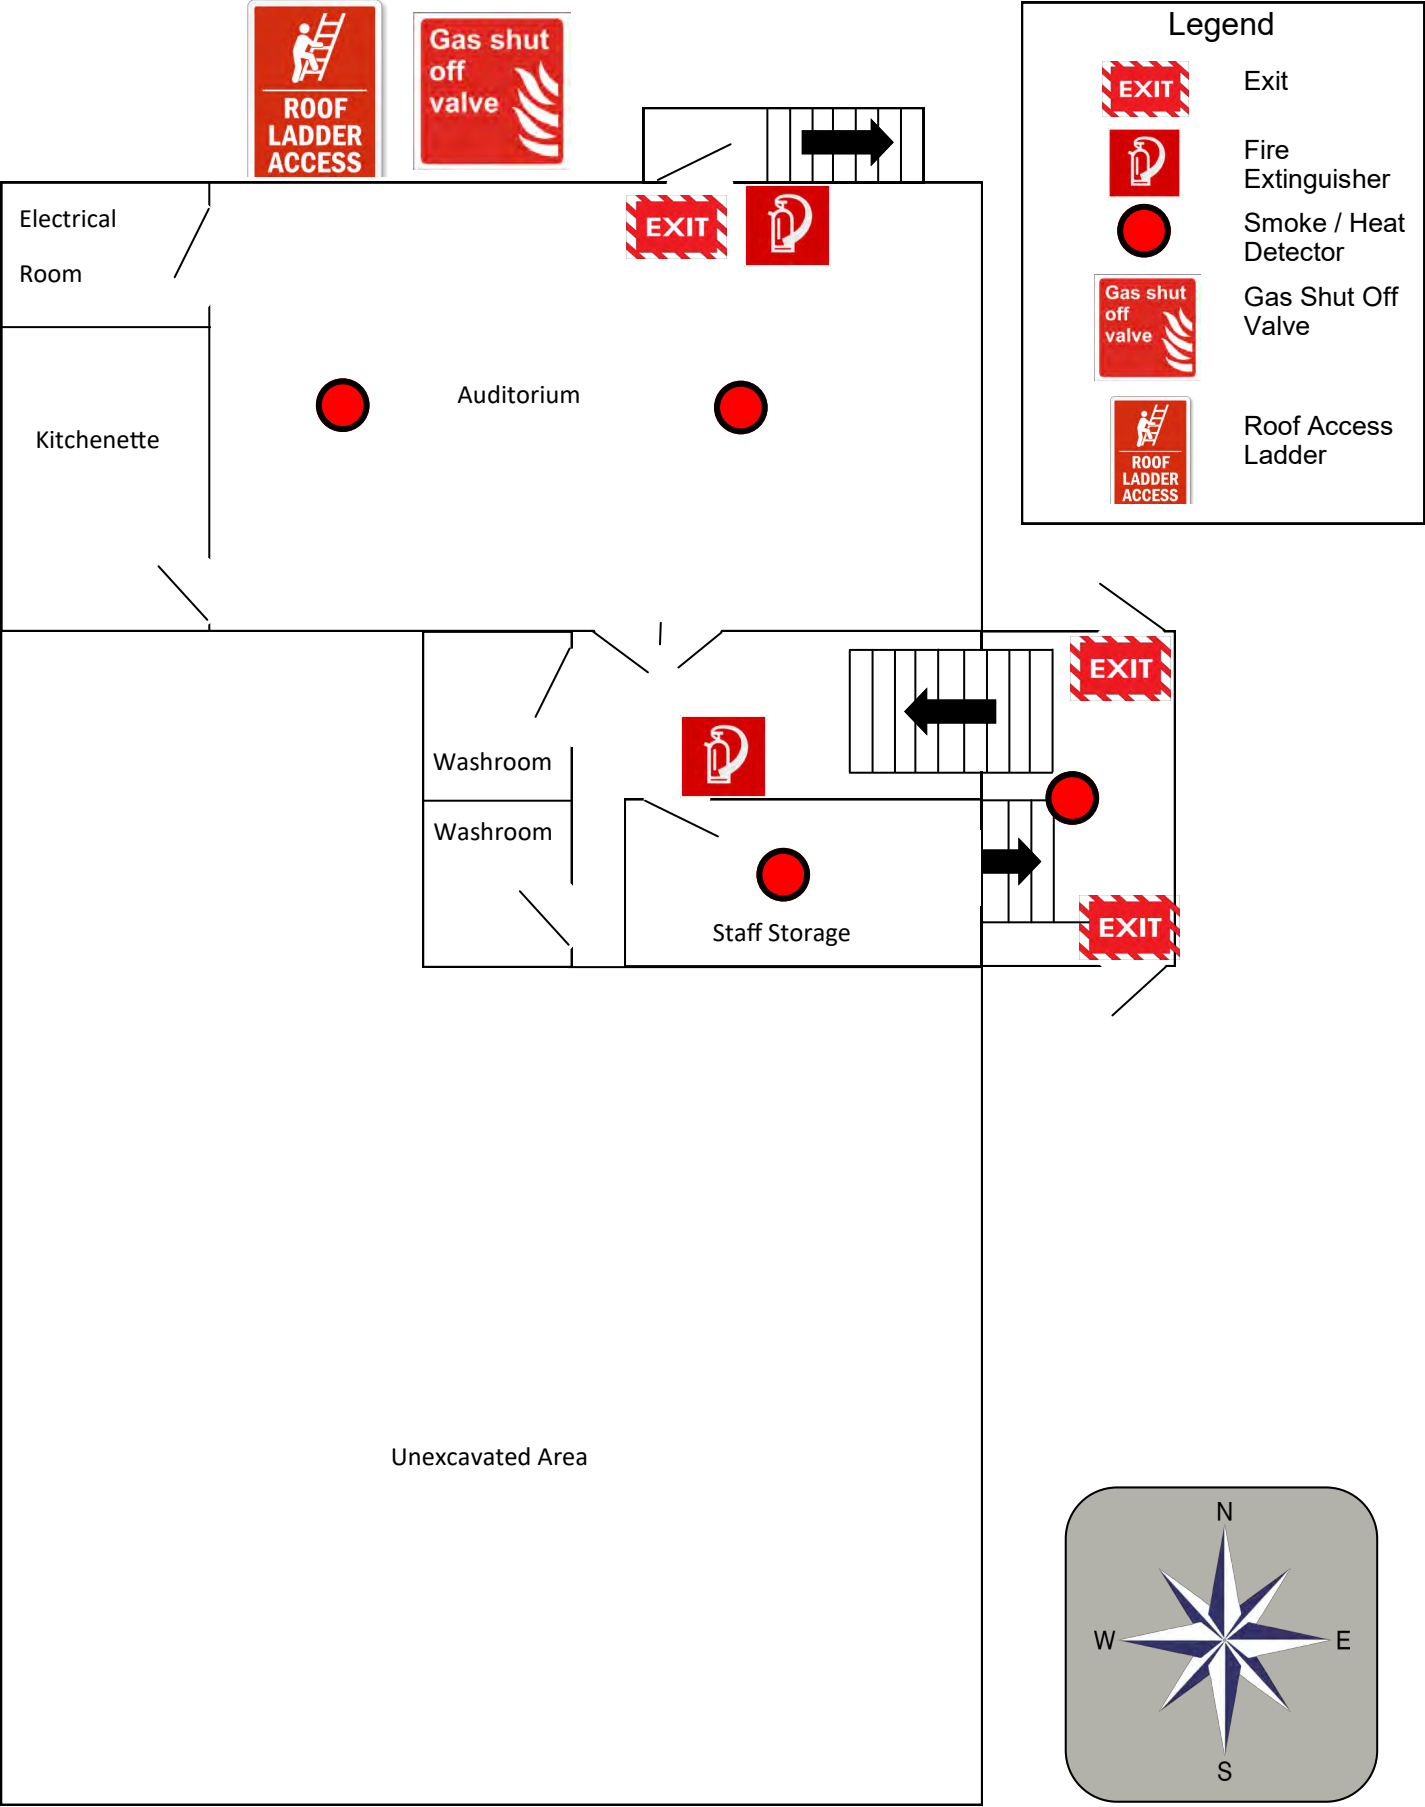 ROOF
LADDER
ACCESS
Gas shut
off
valve
Legend
EXIT
Exit
Fire
Extinguisher
Smoke / Heat
Detector
Gas shut
off
valve
Gas Shut Off
Valve
ROOF
LADDER
ACCESS
Roof Access
Ladder
Electrical
Room
EXIT
Auditorium
Kitchenette
EXIT
Washroom
Washroom
Staff Storage
EXIT
Unexcavated Area
N
W
E
S